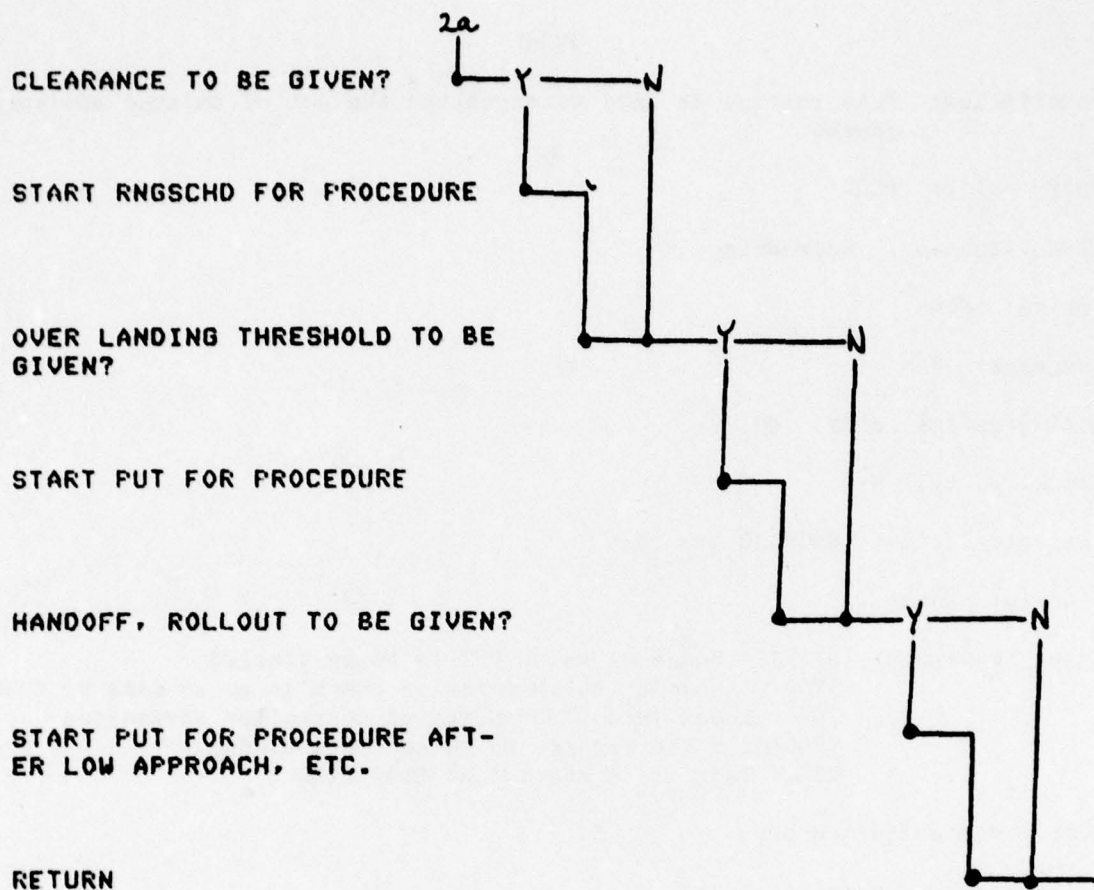 2a
CLEARANCE TO BE GIVEN? Y N
START RNGSCHD FOR PROCEDURE
OVER LANDING THRESHOLD TO BE Y N
GIVEN?
START PUT FOR PROCEDURE
HANDOFF, ROLLOUT TO BE GIVEN? Y N
START PUT FOR PROCEDURE AFT-
ER LOW APPROACH, ETC.
RETURN